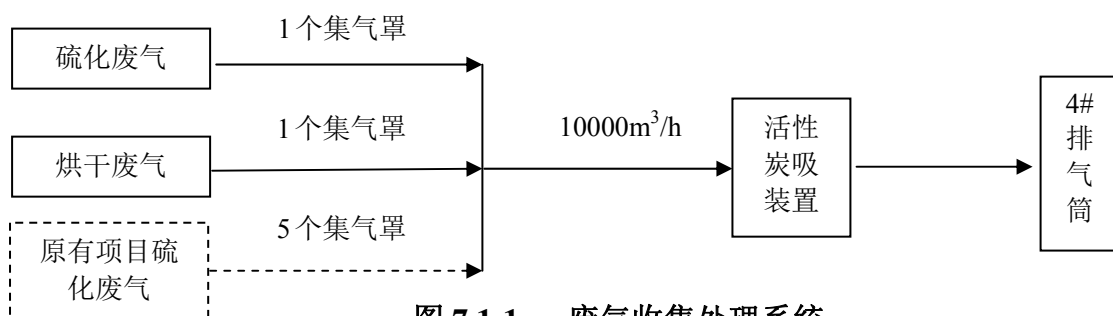 1个集气罩
硫化废气
1个集气罩
10000m³/h
烘干废气
5个集气罩
原有项目硫
化废气
活性
炭吸
装置
4#
排
气
筒
图 7.1-1 废气收集处理系统